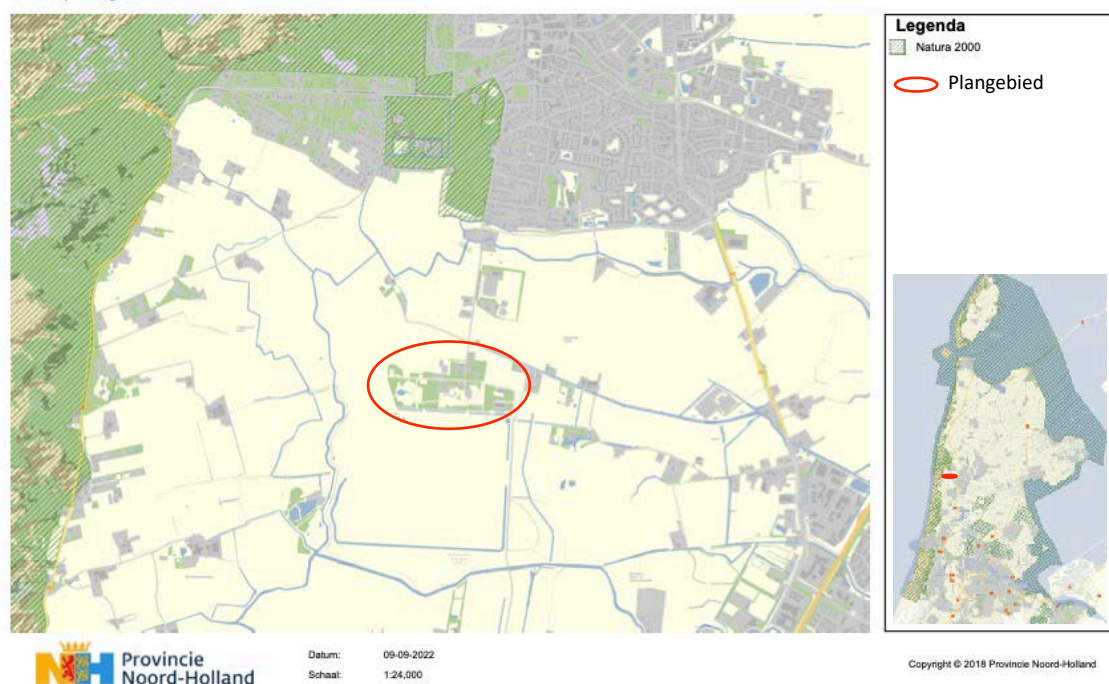 Legenda
Natura 2000
Plangebied
Provincie
Noord-Holland
Datum: 09-09-2022
Schaal: 1:24,000
Copyright © 2018 Provincie Noord-Holland